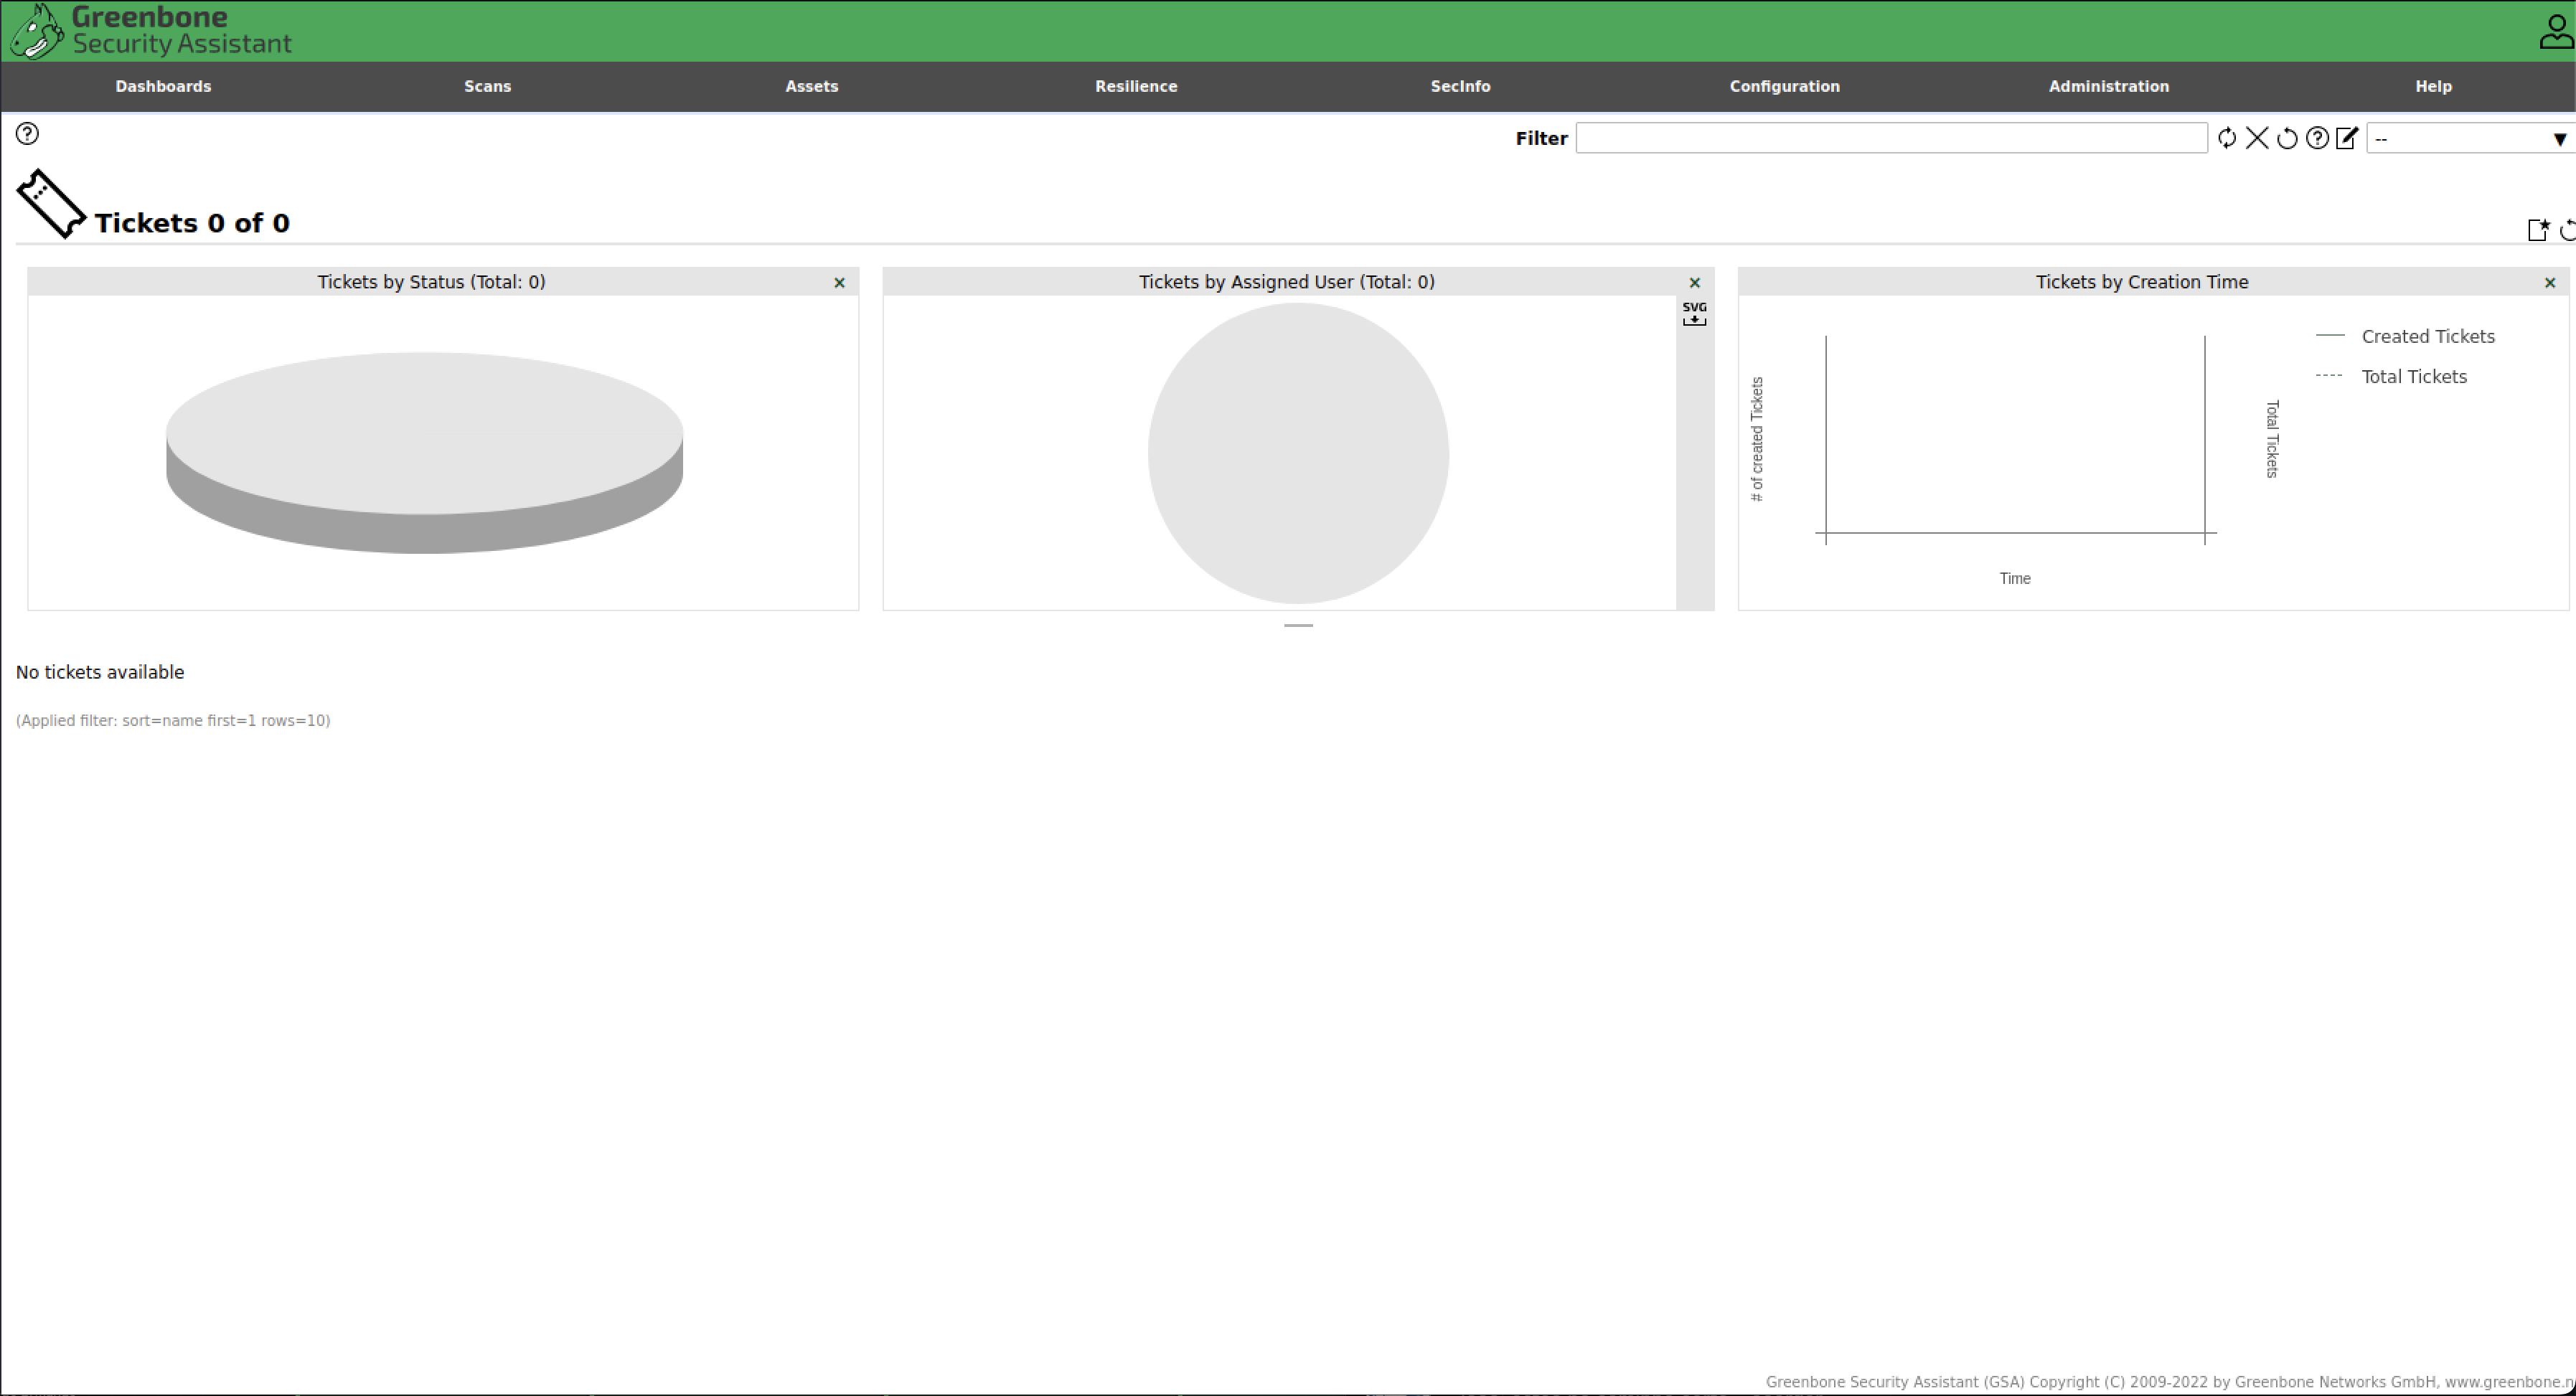 Greenbone
Security Assistant
Dashboards Scans Assets Resilience SecInfo Configuration Administration Help
Filter --
Tickets 0 of 0
Tickets by Status (Total: 0)
Tickets by Assigned User (Total: 0)
SVG
Tickets by Creation Time
# of created Tickets
Time
Total Tickets
Created Tickets
Total Tickets
No tickets available
(Applied filter: sort=name first=1 rows=10)
Greenbone Security Assistant (GSA) Copyright (C) 2009-2022 by Greenbone Networks GmbH, www.greenbone.n